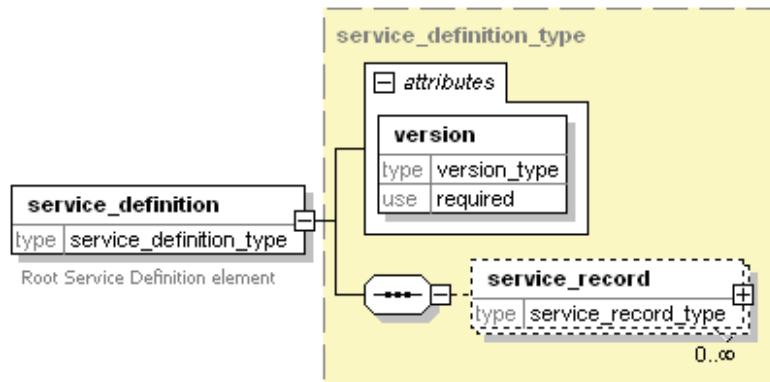 service_definition_type
attributes
version
type version_type
use required
service_definition
type service_definition_type
Root Service Definition element
service_record
type service_record_type
0..∞